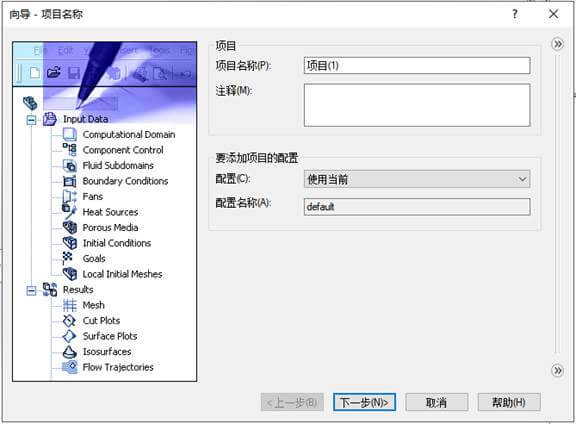 向导 - 项目名称
? ×
File Edit View Insert Tools
Input Data
Computational Domain
Component Control
Fluid Subdomains
Boundary Conditions
Fans
Heat Sources
Porous Media
Initial Conditions
Goals
Local Initial Meshes
Results
Mesh
Cut Plots
Surface Plots
Isosurfaces
Flow Trajectories
项目
项目名称(P):
项目(1)
注释(M):
要添加项目的配置
配置(C):
使用当前
配置名称(A):
default
<上一步(B)
下一步(N)>
取消
帮助(H)